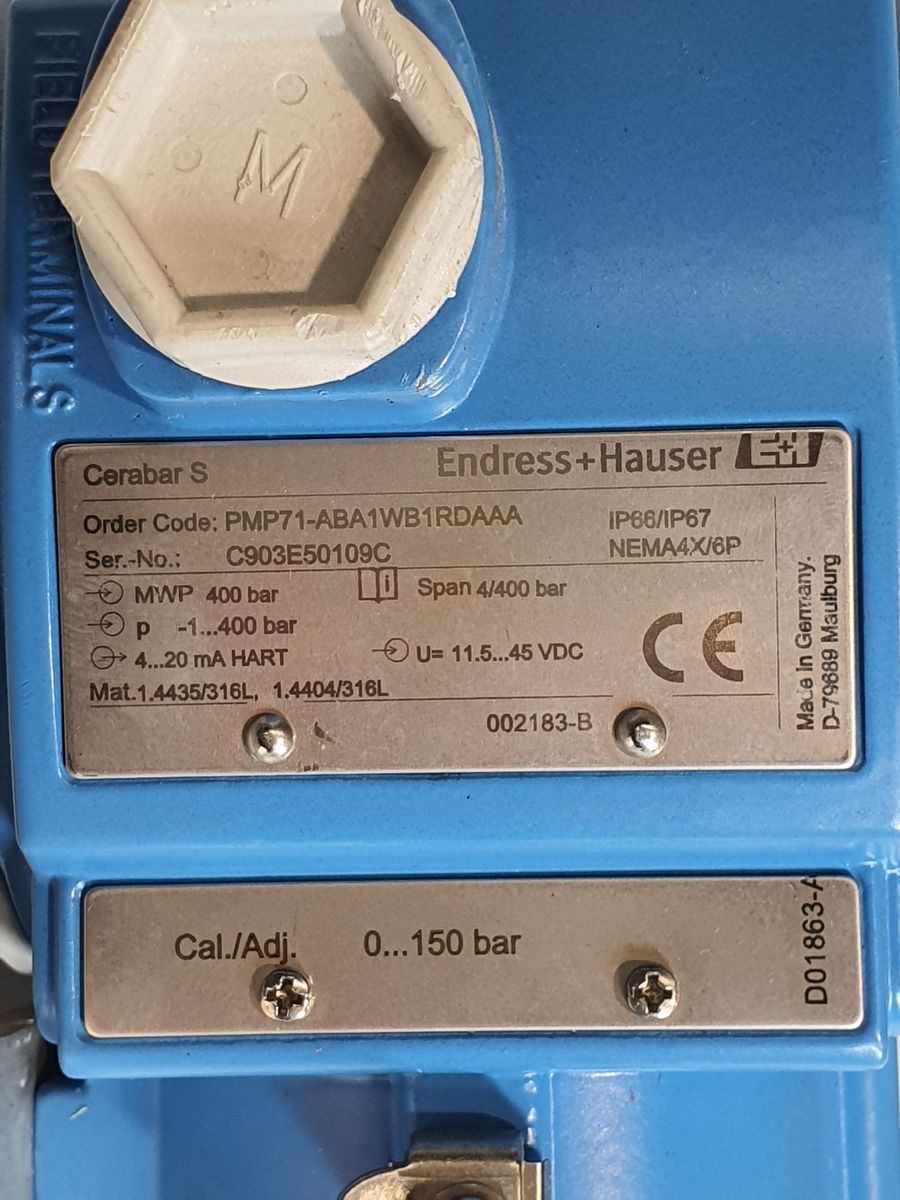 FIELD TERMINALS
M
Cerabar S
Endress+Hauser
E+H
Order Code: PMP71-ABA1WB1RDAAA
IP66/IP67
Ser.-No.: C903E50109C
NEMA4X/6P
MWP 400 bar
i Span 4/400 bar
p -1...400 bar
4...20 mA HART
U= 11.5...45 VDC
Mat.1.4435/316L, 1.4404/316L
CE
002183-B
Made in Germany.
D-79689 Maulburg
Cal./Adj. 0...150 bar
D01863-A